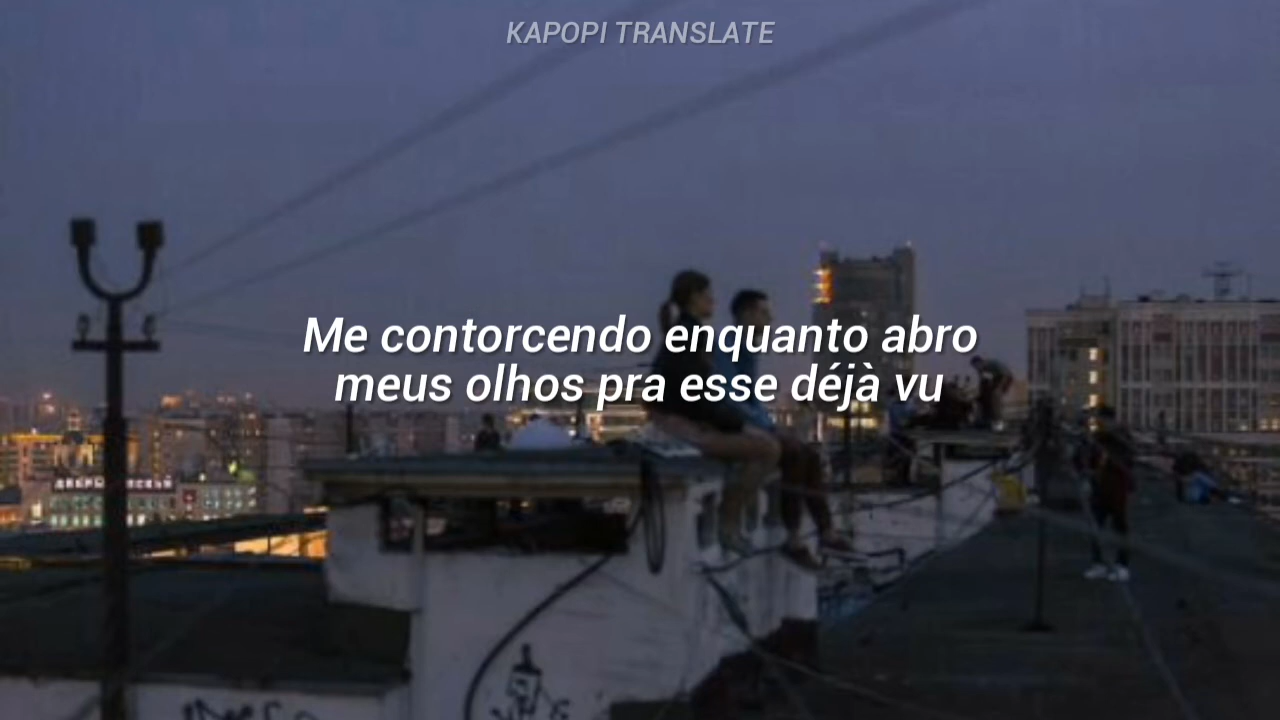 KAPOPI TRANSLATE
Me contorcendo enquanto abro
meus olhos pra esse déjà vu